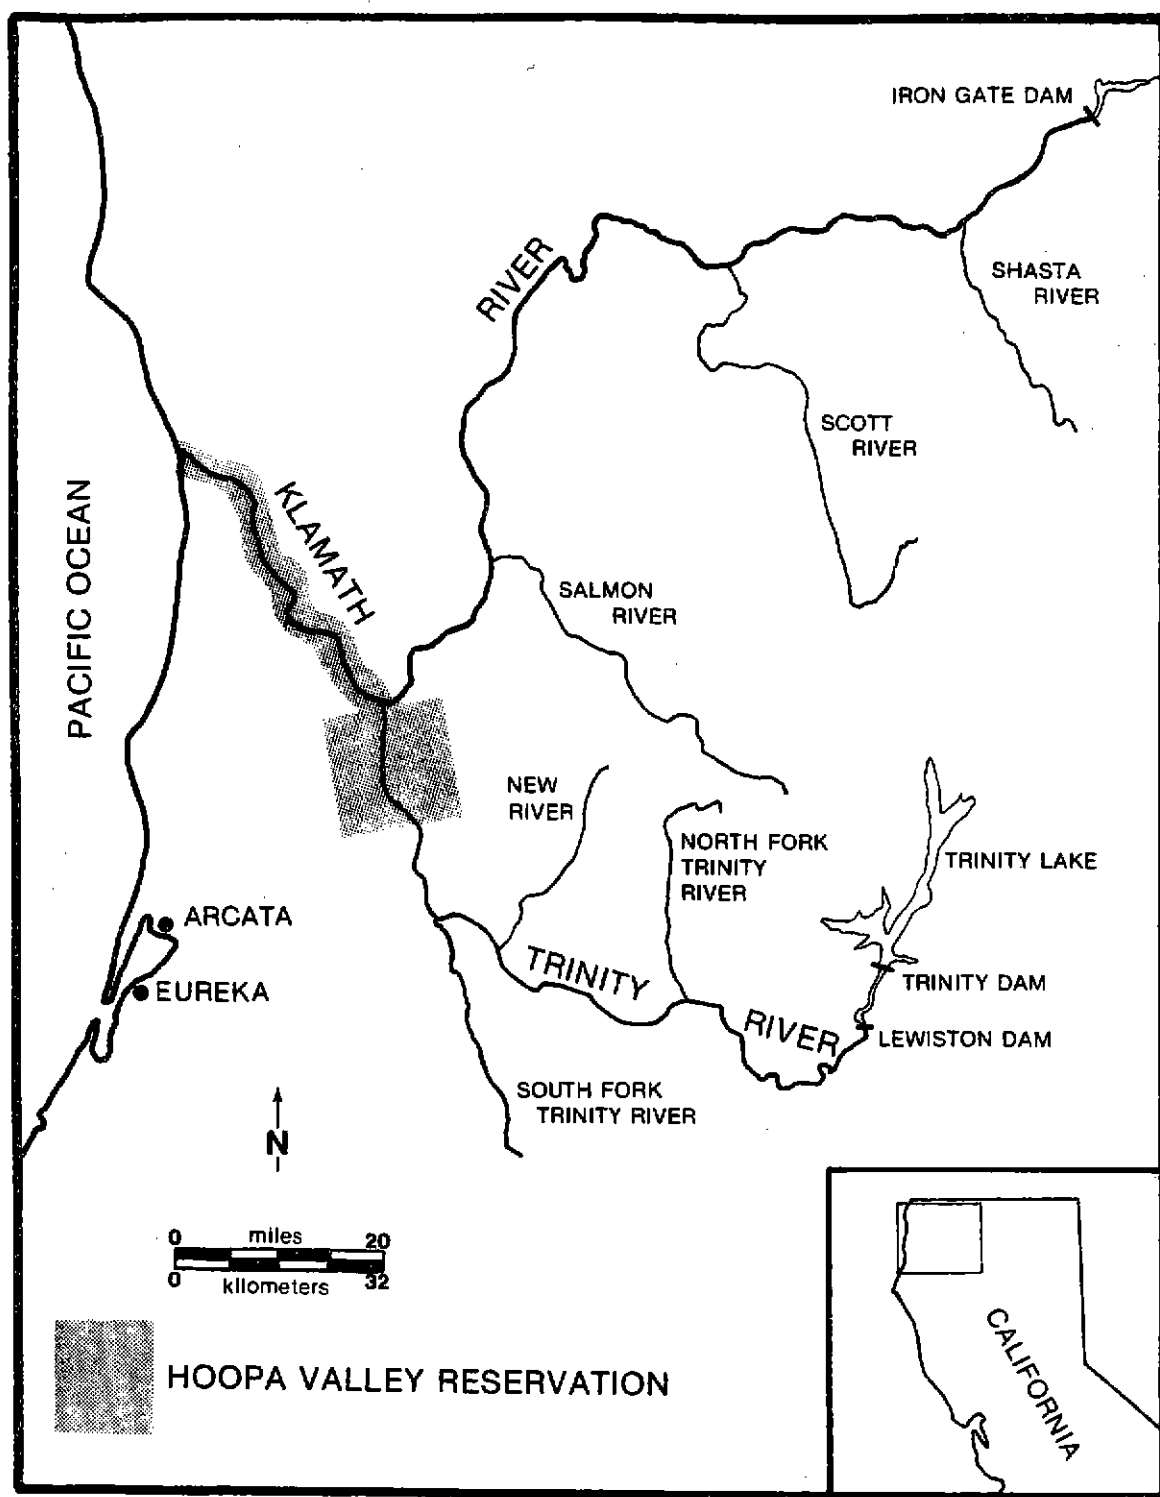 IRON GATE DAM
RIVER
SHASTA
RIVER
SCOTT
RIVER
KLAMATH
PACIFIC OCEAN
SALMON
RIVER
NEW
RIVER
NORTH FORK
TRINITY
RIVER
TRINITY LAKE
ARCATA
TRINITY
TRINITY DAM
EUREKA
RIVER
LEWISTON DAM
SOUTH FORK
TRINITY RIVER
N
0 miles 20
0 kilometers 32
HOOPA VALLEY RESERVATION
CALIFORNIA